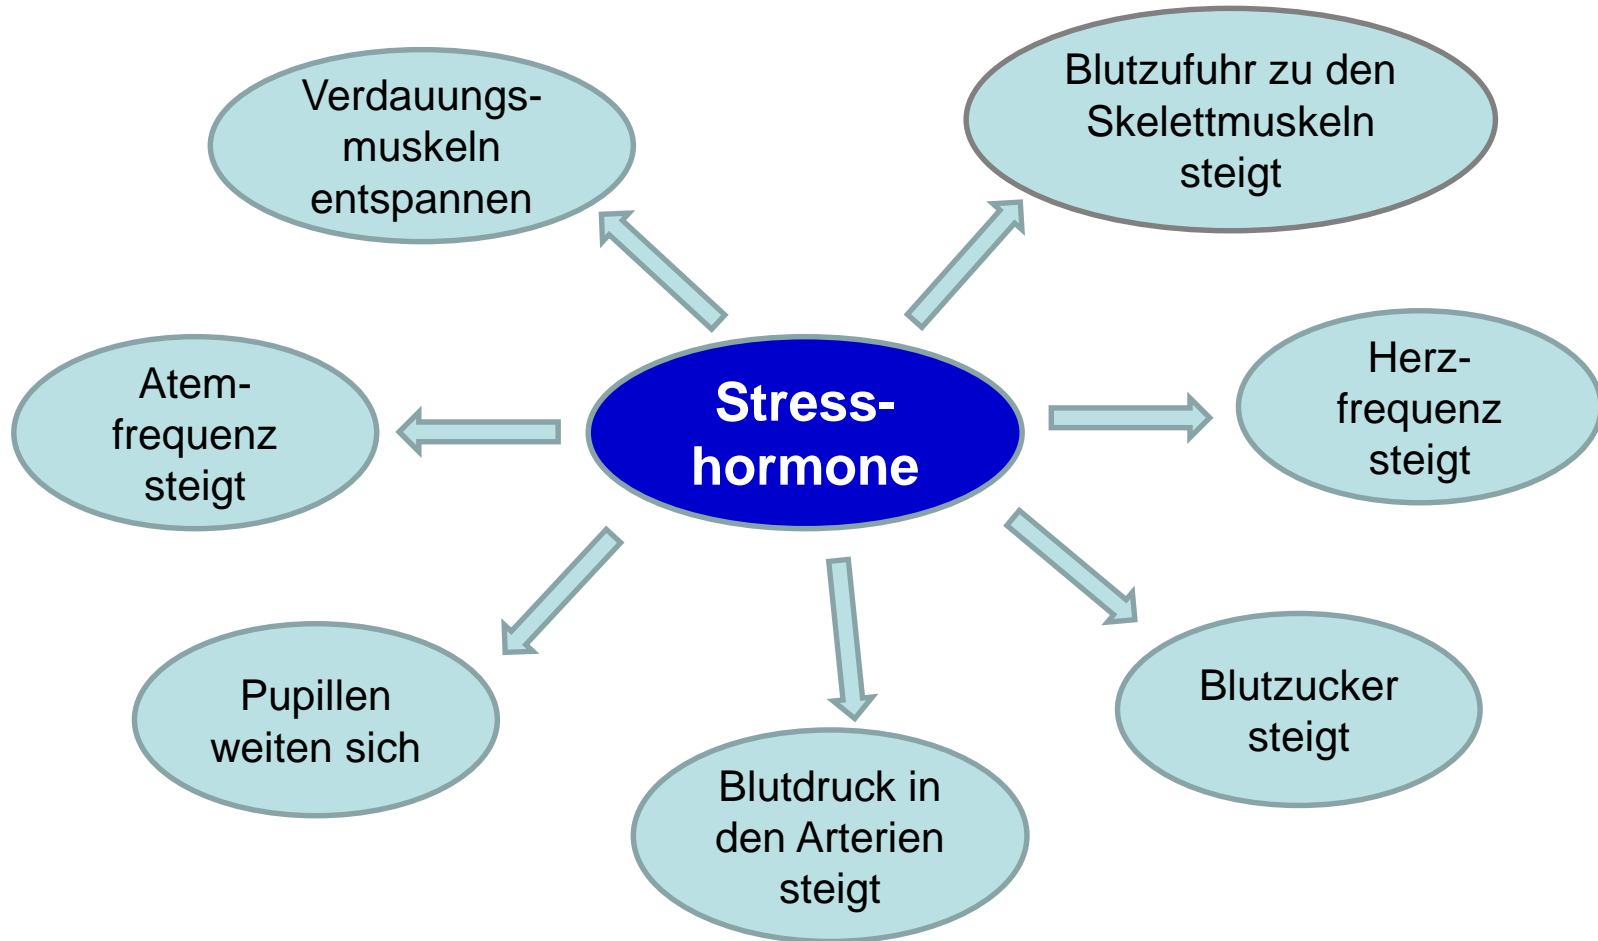 Verdauungs-
muskeln
entspannen
Blutzufuhr zu den
Skelettmuskeln
steigt
Atem-
frequenz
steigt
Stress-
hormone
Herz-
frequenz
steigt
Pupillen
weiten sich
Blutdruck in
den Arterien
steigt
Blutzucker
steigt